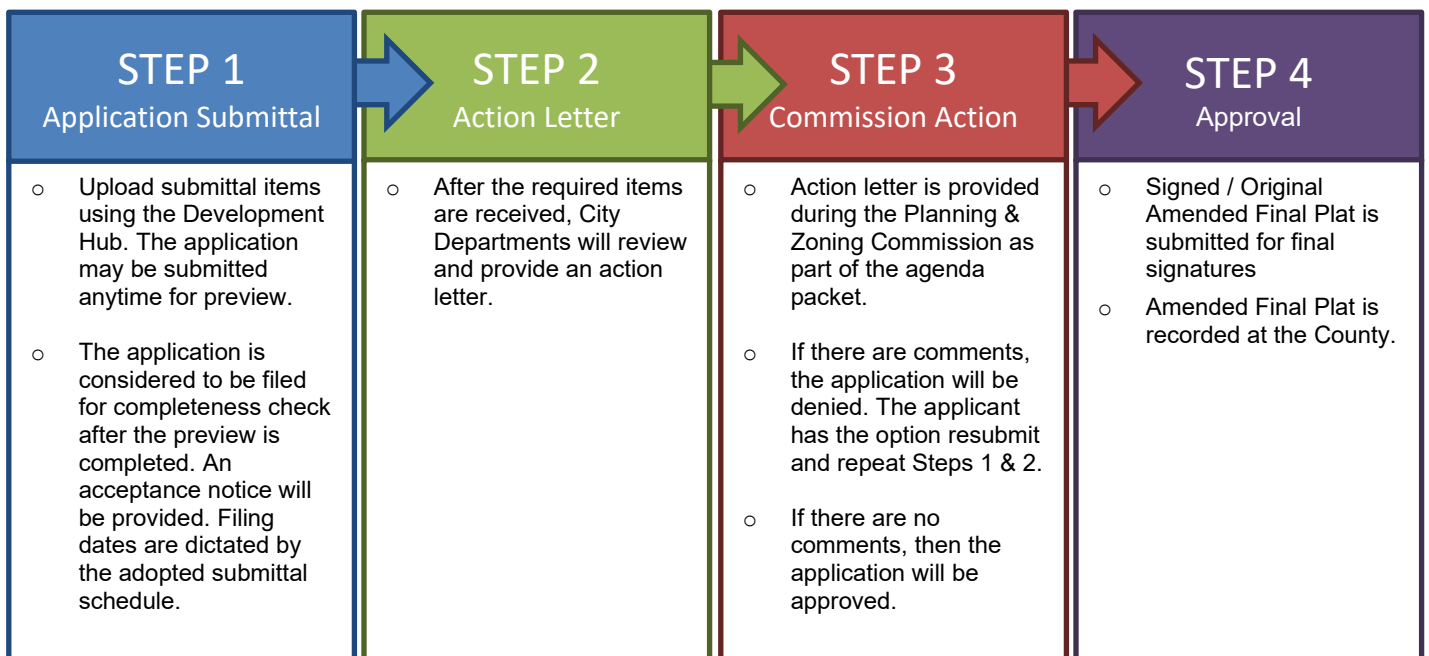 STEP 1
Application Submittal
○ Upload submittal items
using the Development
Hub. The application
may be submitted
anytime for preview.
○ The application is
considered to be filed
for completeness check
after the preview is
completed. An
acceptance notice will
be provided. Filing
dates are dictated by
the adopted submittal
schedule.
STEP 2
Action Letter
○ After the required items
are received, City
Departments will review
and provide an action
letter.
STEP 3
Commission Action
○ Action letter is provided
during the Planning &
Zoning Commission as
part of the agenda
packet.
○ If there are comments,
the application will be
denied. The applicant
has the option resubmit
and repeat Steps 1 & 2.
○ If there are no
comments, then the
application will be
approved.
STEP 4
Approval
○ Signed / Original
Amended Final Plat is
submitted for final
signatures
○ Amended Final Plat is
recorded at the County.